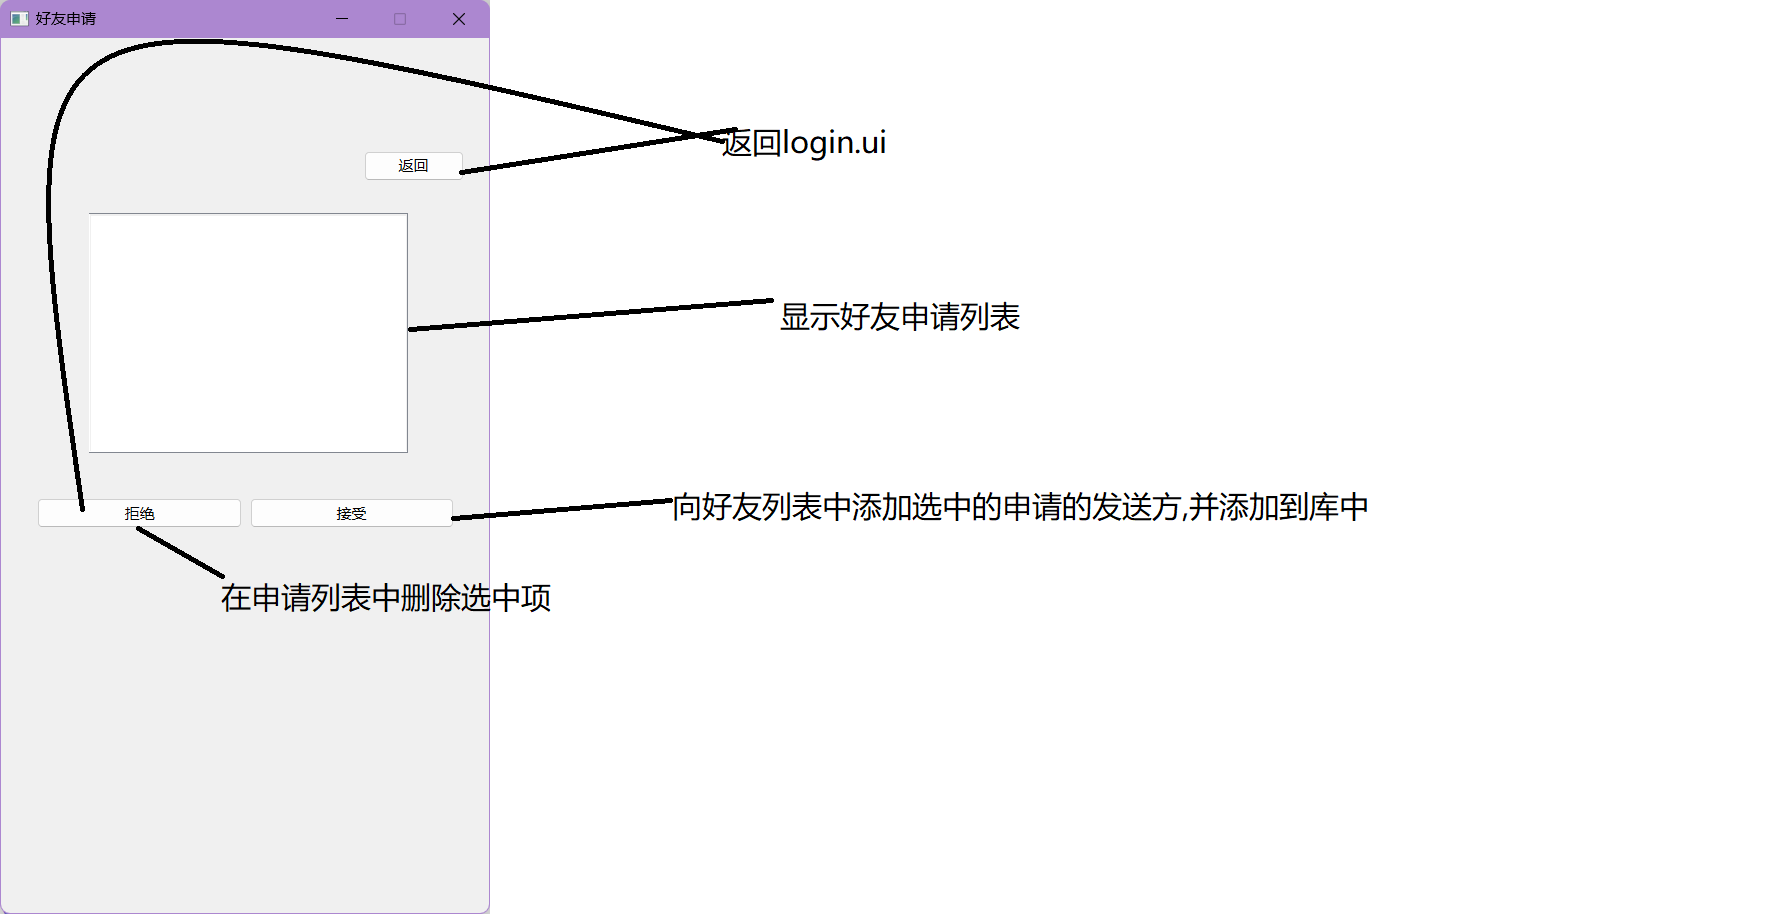 好友申请
返回login.ui
返回
显示好友申请列表
向好友列表中添加选中的申请的发送方,并添加到库中
拒绝
接受
在申请列表中删除选中项